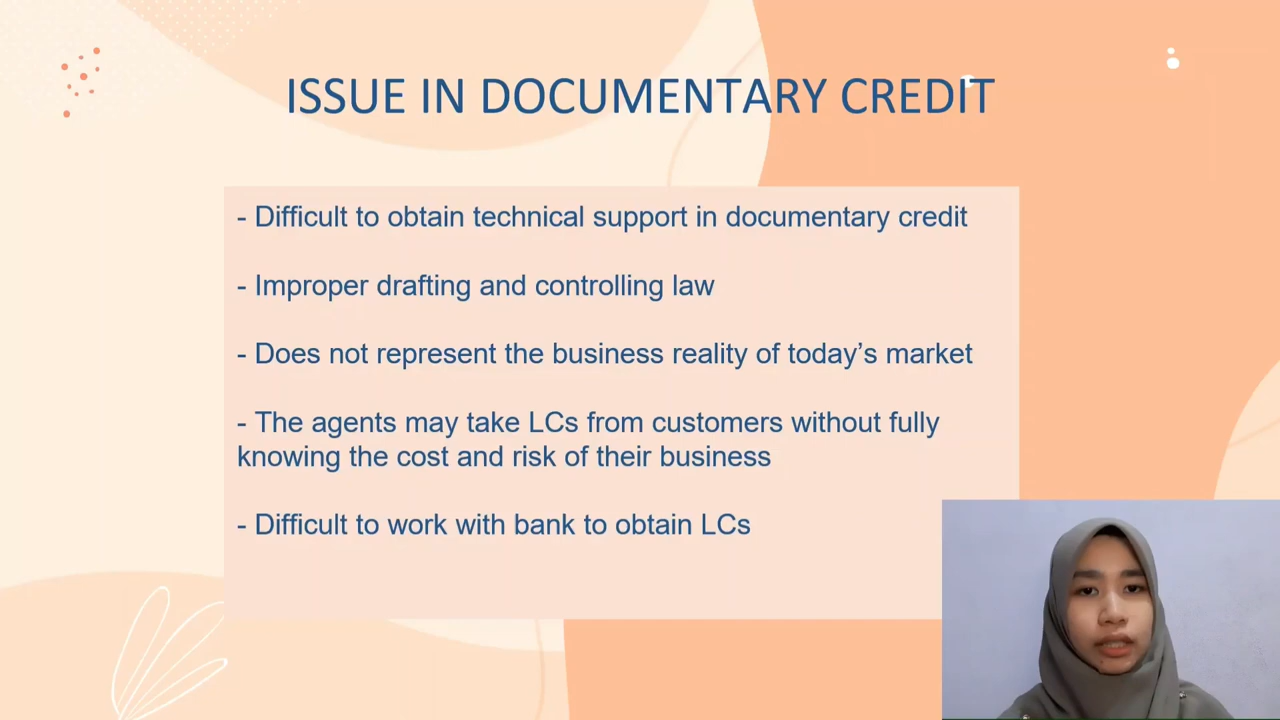 ISSUE IN DOCUMENTARY CREDIT
- Difficult to obtain technical support in documentary credit
- Improper drafting and controlling law
- Does not represent the business reality of today’s market
- The agents may take LCs from customers without fully
knowing the cost and risk of their business
- Difficult to work with bank to obtain LCs